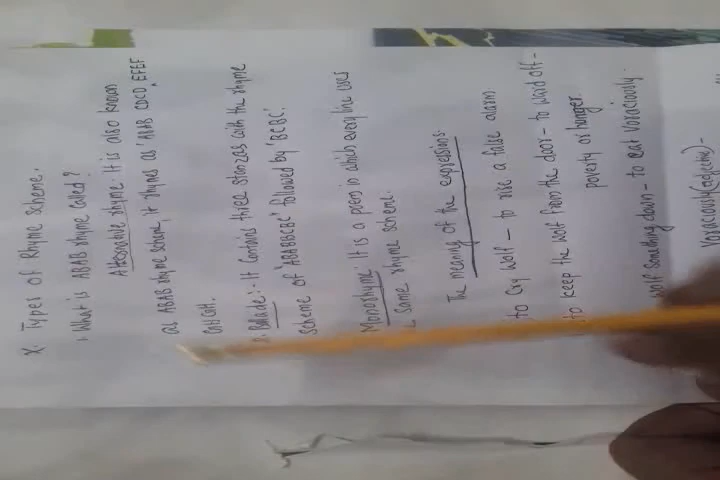 X. Types of Rhyme Scheme.
1. What is ABAB rhyme called?
Alternate rhyme: It is also known
as ABAB rhyme scheme, it rhymes as 'ABAB CDCD EFEF
GHGH.
Ballade:- It contains three stanzas with the rhyme
scheme of 'ABABBCBC' followed by 'BCBC'.
Monorhyme: It is a poem in which every line uses
same rhyme scheme.
The meaning of the expressions.
to cry wolf - to rise a false alarm
to keep the wolf from the door - to ward off -
poverty or hunger.
wolf something down - to eat voraciously.
Voraciously (adjective) -